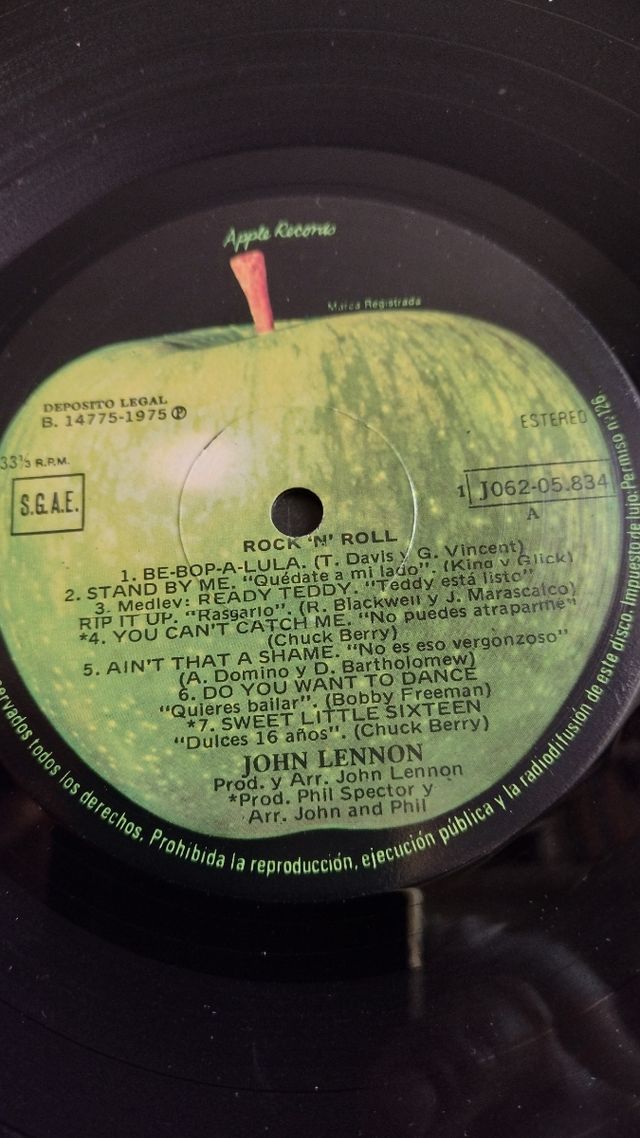 Apple Records
Marca Registrada
DEPOSITO LEGAL
B. 14775-1975 Ⓟ
ESTEREO
33⅓ R.P.M.
S.G.A.E.
1 J062-05.834
A
ROCK 'N' ROLL
1. BE-BOP-A-LULA. (T. Davis y G. Vincent)
2. STAND BY ME. "Quédate a mi lado". (King y Glick)
3. Medley: READY TEDDY. "Teddy está listo"
RIP IT UP. "Rasgarlo". (R. Blackwell y J. Marascalco)
*4. YOU CAN'T CATCH ME. "No puedes atraparme"
(Chuck Berry)
5. AIN'T THAT A SHAME. "No es eso vergonzoso"
(A. Domino y D. Bartholomew)
6. DO YOU WANT TO DANCE
"Quieres bailar". (Bobby Freeman)
*7. SWEET LITTLE SIXTEEN
"Dulces 16 años". (Chuck Berry)
JOHN LENNON
Prod. y Arr. John Lennon
*Prod. Phil Spector y
Arr. John and Phil
servados todos los derechos. Prohibida la reproducción, ejecución pública y la radiodifusión de este disco. Impuesto de lujo: Permiso n.º 26.